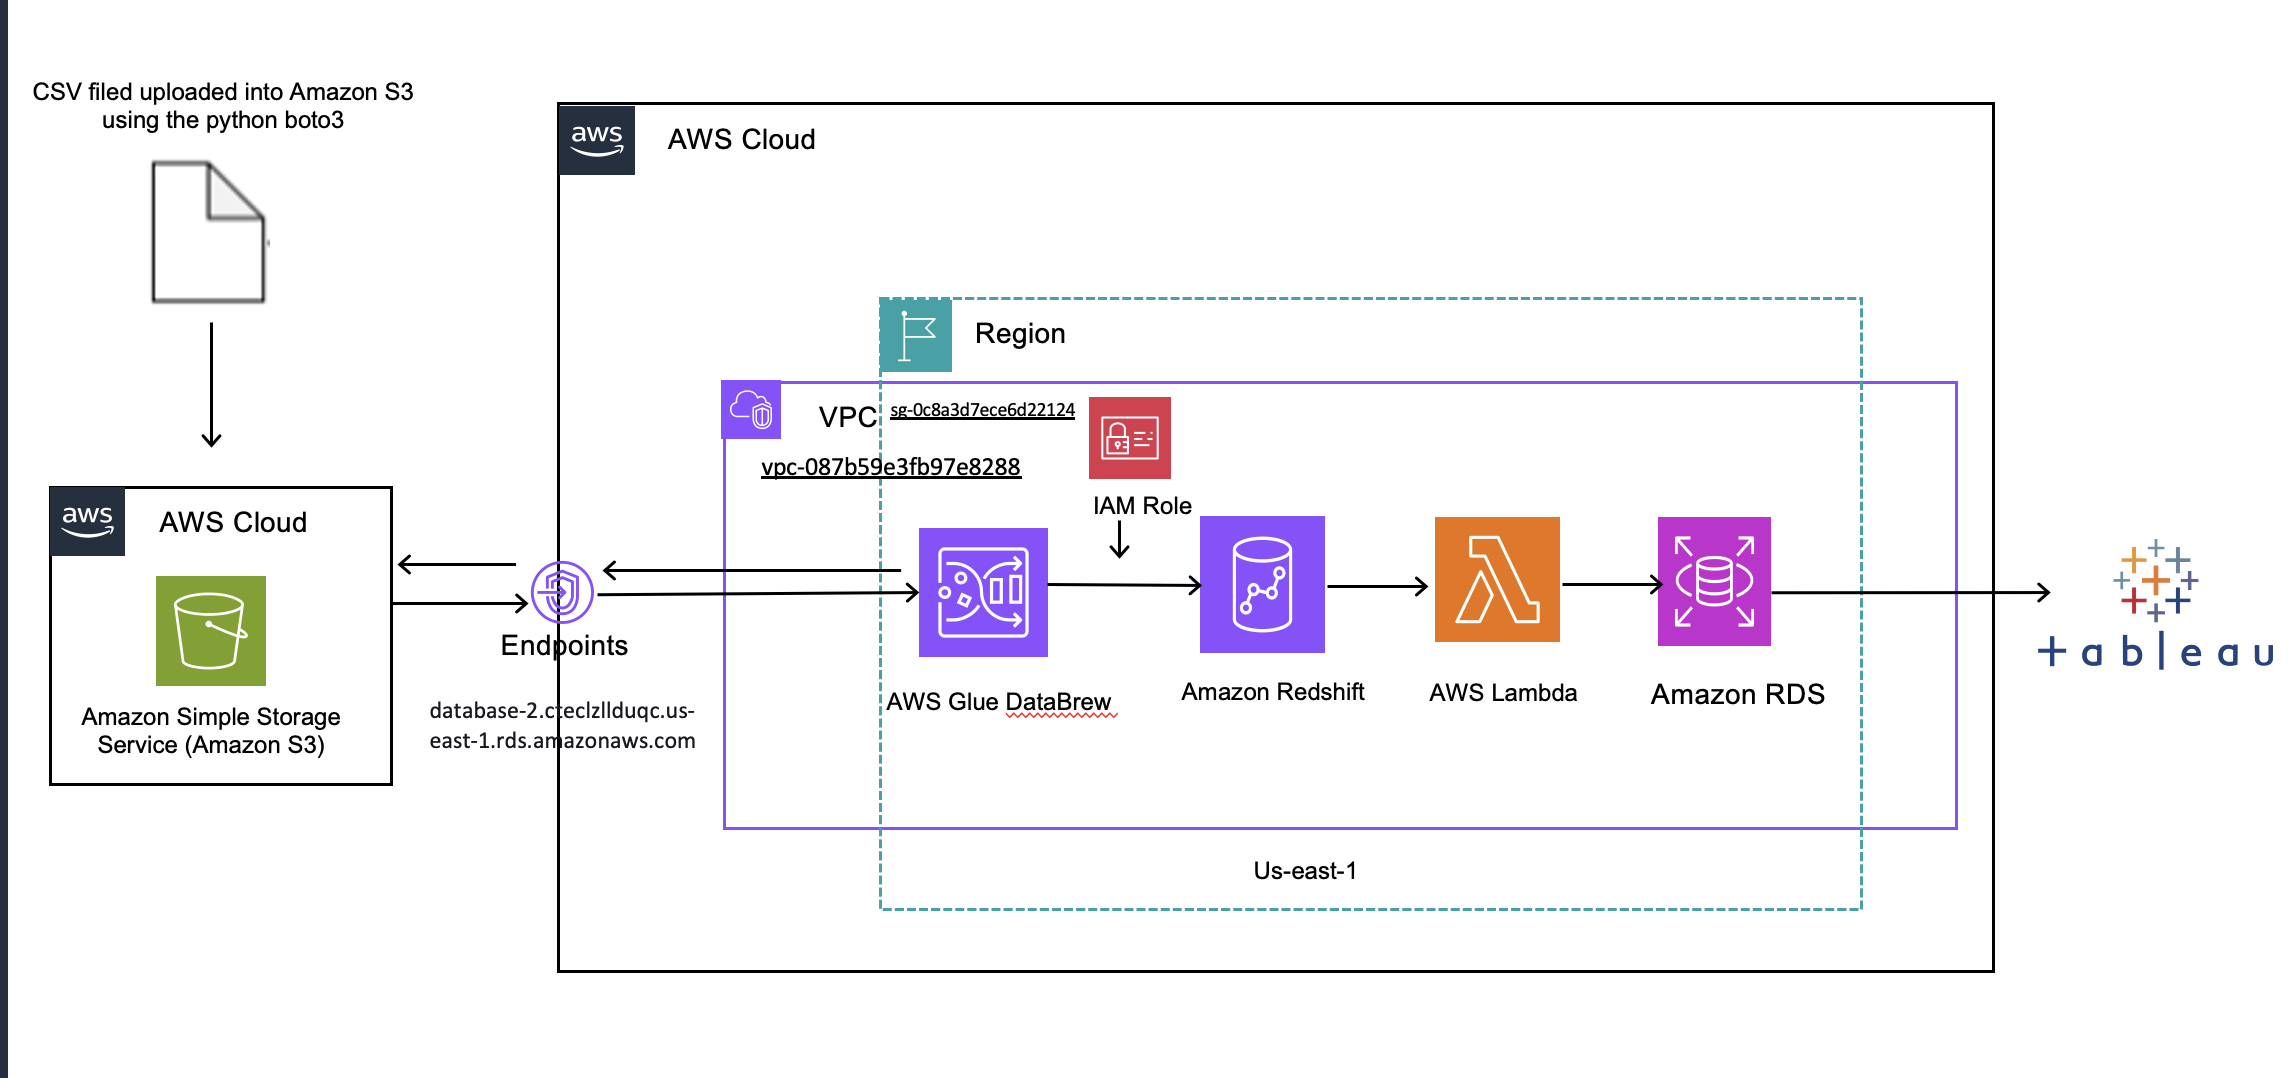 CSV filed uploaded into Amazon S3
using the python boto3
aws
AWS Cloud
Region
VPC
sg-0c8a3d7ece6d22124
vpc-087b59e3fb97e8288
IAM Role
aws
AWS Cloud
Amazon Simple Storage
Service (Amazon S3)
Endpoints
database-2.cteclzllduqc.us-
east-1.rds.amazonaws.com
AWS Glue DataBrew
Amazon Redshift
AWS Lambda
Amazon RDS
tableau
Us-east-1